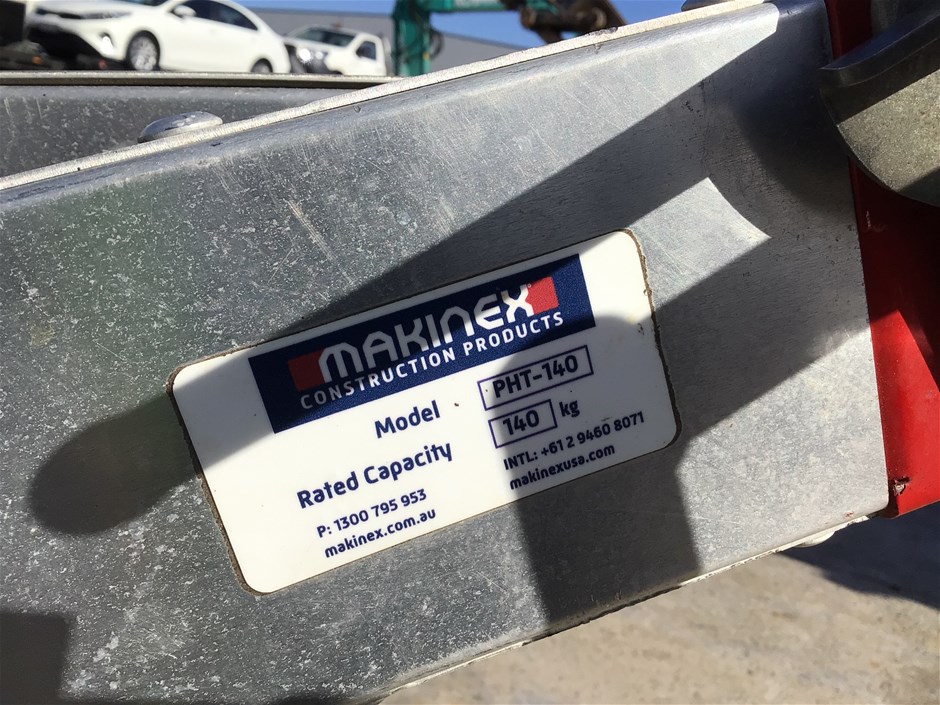 MAKINEX
CONSTRUCTION PRODUCTS
Model PHT-140
Rated Capacity 140 kg
P: 1300 795 953
makinex.com.au
INTL: +61 2 9460 8071
makinexusa.com